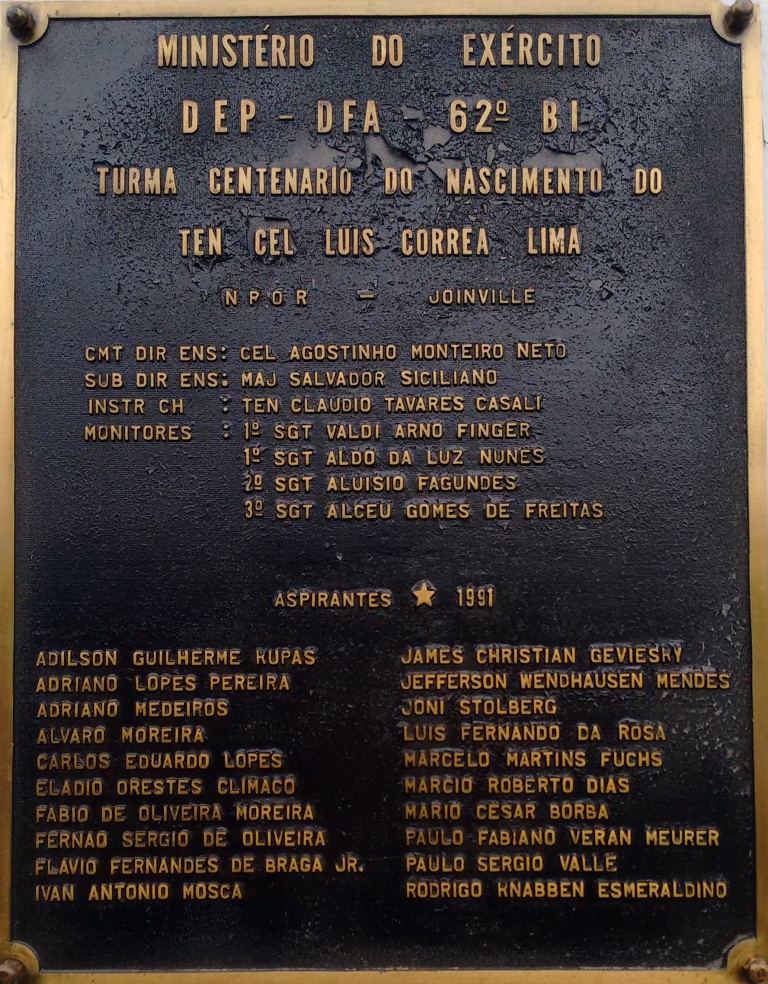 MINISTÉRIO DO EXÉRCITO
DEP - DFA - 62º BI
TURMA CENTENARIO DO NASCIMENTO DO
TEN CEL LUIS CORREA LIMA
NPOR - JOINVILLE
CMT DIR ENS: CEL AGOSTINHO MONTEIRO NETO
SUB DIR ENS: MAJ SALVADOR SICILIANO
INSTR CH : TEN CLAUDIO TAVARES CASALI
MONITORES : 1º SGT VALDI ARNO FINGER
1º SGT ALDO DA LUZ NUNES
2º SGT ALUISIO FAGUNDES
3º SGT ALCEU GOMES DE FREITAS
ASPIRANTES ★ 1991
ADILSON GUILHERME KUPAS
ADRIANO LOPES PEREIRA
ADRIANO MEDEIROS
ALVARO MOREIRA
CARLOS EDUARDO LOPES
ELADIO ORESTES CLIMACO
FABIO DE OLIVEIRA MOREIRA
FERNAO SERGIO DE OLIVEIRA
FLAVIO FERNANDES DE BRAGA JR.
IVAN ANTONIO MOSCA
JAMES CHRISTIAN GEVIESKY
JEFFERSON WENDHAUSEN MENDES
JONI STOLBERG
LUIS FERNANDO DA ROSA
MARCELO MARTINS FUCHS
MARCIO ROBERTO DIAS
MARIO CESAR BORBA
PAULO FABIANO VERAN MEURER
PAULO SERGIO VALLE
RODRIGO KNABBEN ESMERALDINO